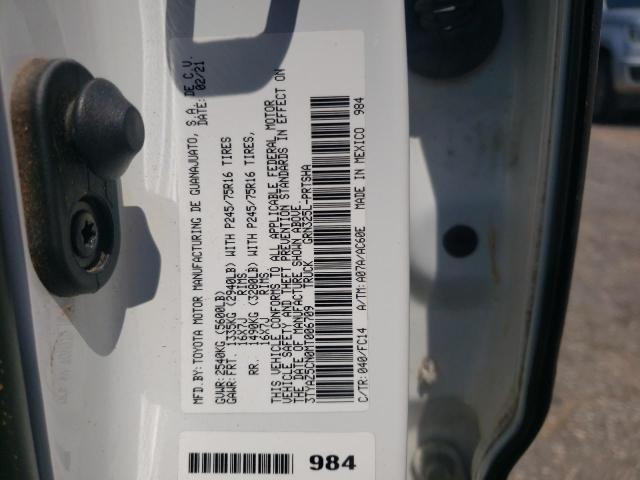 MFD.BY: TOYOTA MOTOR MANUFACTURING DE GUANAJUATO, S.A. DE C.V.
02/21
GVWR: 2540KG (5600LB)
GAWR: FRT. 1335KG (2940LB) WITH P245/75R16 TIRES
16X7J RIMS
RR. 1490KG (3280LB) WITH P245/75R16 TIRES,
16X7J RIMS
THIS VEHICLE CONFORMS TO ALL APPLICABLE FEDERAL MOTOR
VEHICLE SAFETY AND THEFT PREVENTION STANDARDS IN EFFECT ON
THE DATE OF MANUFACTURE SHOWN ABOVE.
3TYAZ5CN0MT006709 TRUCK GRN325L-PRTSHA
C/TR: 040/FC14 A/TM: A07A/AC60E MADE IN MEXICO 984
984